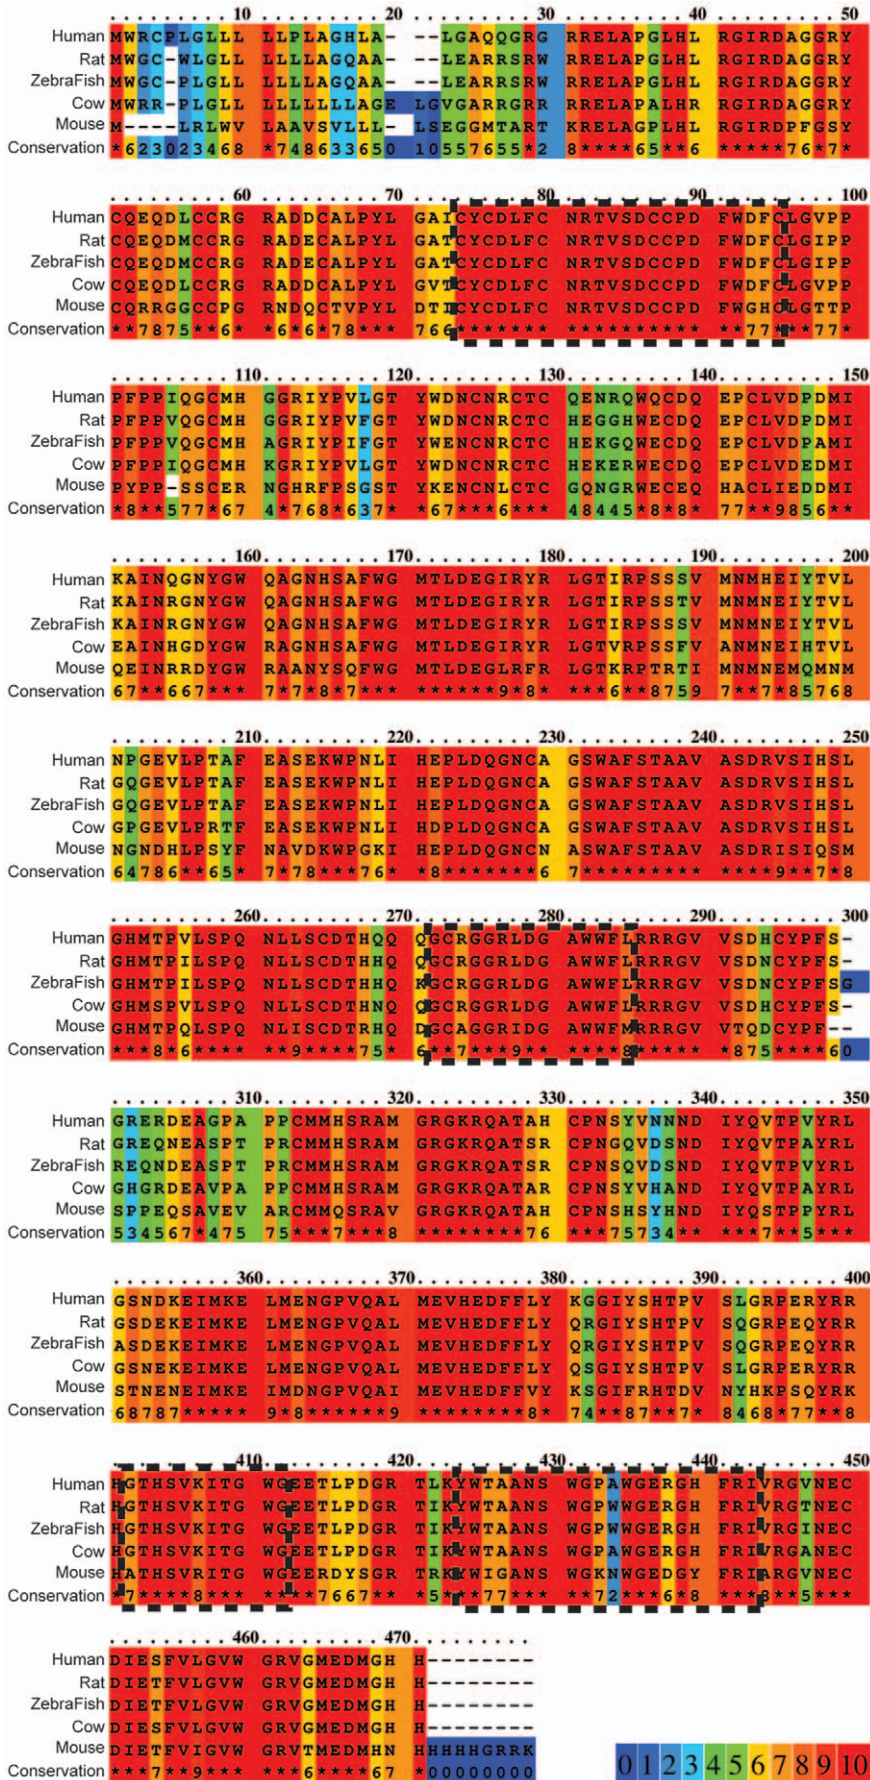 10 20 30 40 50
Human MWRCPLGLLL LLPLAGHLA- --LGAQQGRG RRELAPGLHL RGIRDAGGRY
Rat MWGC-WLGLL LLLLAGQAA- --LEARRSRW RRELAPGLHL RGIRDAGGRY
ZebraFish MWGC-PLGLL LLLLAGQAA- --LEARRSRW RRELAPGLHL RGIRDAGGRY
Cow MWRR-PLGLL LLLLLLLAGE LGVGARRGRR RRELAPALHR RGIRDAGGRY
Mouse M----LRLWV LAAVSVLLL- LSEGGMTART KRELAGPLHL RGIRDPFGSY
Conservation *623023468 *748633650 10557655*2 8****67**6 *****76*7*
60 70 80 90 100
Human CQEQDLCCRG RADDCALPYL GAICYCDLFC NRTVSDCCPD FWDFCLGVPP
Rat CQEQDMCCRG RADECALPYL GATCYCDLFC NRTVSDCCPD FWDFCLGIPP
ZebraFish CQEQDMCCRG RADECALPYL GATCYCDLFC NRTVSDCCPD FWDFCLGIPP
Cow CQEQDLCCRG RADDCALPYL GVTCYCDLFC NRTVSDCCPD FWDFCLGVPP
Mouse CQRRGGCCPG RNDQCTVPYL DTICYCDLFC NRTVSDCCPD FWGHCLGTTP
Conservation **7875**6* *6*6*78*** 766******* ********** **77***77*
110 120 130 140 150
Human PFPPIQGCMH GGRIYPVLGT YWDNCNRCTC QENRQWQCDQ EPCLVDPDMI
Rat PFPPVQGCMH GGRIYPVFGT YWDNCNRCTC HEGGHWECDQ EPCLVDPDMI
ZebraFish PFPPVQGCMH AGRIYPIFGT YWENCNRCTC HEKGQWECDQ EPCLVDPAMI
Cow PFPPIQGCMH KGRIYPVLGT YWDNCNRCTC HEKERWECDQ EPCLVDEDMI
Mouse PYPP-SSCER NGHRFPSGST YKENCNLCTC GQNGRWECEQ HACLIEDDMI
Conservation *8**577*67 4*768*637* *67***6*** 48445*8*8* 77**9856**
160 170 180 190 200
Human KAINQGNYGW QAGNHSAFWG MTLDEGIRYR LGTIRPSSSV MNMHEIYTVL
Rat KAINRGNYGW QAGNHSAFWG MTLDEGIRYR LGTIRPSSTV MNMNEIYTVL
ZebraFish KAINRGNYGW QAGNHSAFWG MTLDEGIRYR LGTIRPSSSV MNMNEIYTVL
Cow EAINHGDYGW RAGNHSAFWG MTLDEGIRYR LGTVRPSSFV ANMNEIHTVL
Mouse QEINRRDYGW RAANYSQFWG MTLDEGLRFR LGTKRPTRTI MNMNEMQMNM
Conservation 67**667*** 7*7*8*7*** ******9*8* ***6**8759 7**7*85768
210 220 230 240 250
Human NPGEVLPTAF EASEKWPNLI HEPLDQGNCA GSWAFSTAAV ASDRVSIHSL
Rat GQGEVLPTAF EASEKWPNLI HEPLDQGNCA GSWAFSTAAV ASDRVSIHSL
ZebraFish GQGEVLPTAF EASEKWPNLI HEPLDQGNCA GSWAFSTAAV ASDRVSIHSL
Cow GPGEVLPRTF EASEKWPNLI HDPLDQGNCA GSWAFSTAAV ASDRVSIHSL
Mouse NGNDHLPSYF NAVDKWPGKI HEPLDQGNCN ASWAFSTAAV ASDRISIQSM
Conservation 64786**65* 7*78***76* *8*******6 7********* ****9**7*8
260 270 280 290 300
Human GHMTPVLSPQ NLLSCDTHQQ QGCRGGRLDG AWWFLRRRGV VSDHCYPFS-
Rat GHMTPILSPQ NLLSCDTHHQ QGCRGGRLDG AWWFLRRRGV VSDNCYPFS-
ZebraFish GHMTPILSPQ NLLSCDTHHQ KGCRGGRLDG AWWFLRRRGV VSDNCYPFSG
Cow GHMSPVLSPQ NLLSCDTHNQ QGCRGGRLDG AWWFLRRRGV VSDHCYPFS-
Mouse GHMTPQLSPQ NLISCDTRHQ DGCAGGRIDG AWWFMRRRGV VTQDCYPF--
Conservation ***8*6**** **9****75* 6**7***9** ****8***** *875****60
310 320 330 340 350
Human GRERDEAGPA PPCMMHSRAM GRGKRQATAH CPNSYVNNND IYQVTPVYRL
Rat GREQNEASPT PRCMMHSRAM GRGKRQATSR CPNGQVDSND IYQVTPAYRL
ZebraFish REQNDEASPT PRCMMHSRAM GRGKRQATSR CPNSQVDSND IYQVTPAYRL
Cow GHGRDEAVPA PPCMMHSRAM GRGKRQATAR CPNSYVHAND IYQVTPAYRL
Mouse SPPEQSAVEV ARCMMQSRAV GRGKRQATAH CPNSHSYHND IYQSTPPYRL
Conservation 534567*475 75***7***8 ********76 ***75734** ***7**5***
360 370 380 390 400
Human GSNDKEIMKE LMENGPVQAL MEVHEDFFLY KGGIYSHTPV SLGRPERYRR
Rat GSDEKEIMKE LMENGPVQAL MEVHEDFFLY QRGIYSHTPV SQGRPEQYRR
ZebraFish ASDEKEIMKE LMENGPVQAL MEVHEDFFLY QRGIYSHTPV SQGRPEQYRR
Cow GSNEKEIMKE LMENGPVQAL MEVHEDFFLY QSGIYSHTPV SLGRPERYRR
Mouse STNENEIMKE IMDNGPVQAI MEVHEDFFVY KSGIFRHTDV NYHKPSQYRK
Conservation 68787***** 9*8******9 ********8* 74**87**7* 8468*77**8
410 420 430 440 450
Human HGTHSVKITG WGEETLPDGR TLKYWTAANS WGPAWGERGH FRIVRGVNEC
Rat HGTHSVKITG WGEETLPDGR TIKYWTAANS WGPWWGERGH FRIVRGTNEC
ZebraFish HGTHSVKITG WGEETLPDGR TIKYWTAANS WGPWWGERGH FRIVRGINEC
Cow HGTHSVKITG WGEETLPDGR TIKYWTAANS WGPAWGERGH FRIVRGANEC
Mouse HATHSVRITG WGEERDYSGR TRKYWIGANS WGKNWGEDGY FRIARGVNEC
Conservation *7****8*** ****7667** *5***77*** **72***6*8 ***8**5***
460 470
Human DIESFVLGVW GRVGMEDMGH H--------
Rat DIETFVLGVW GRVGMEDMGH H--------
ZebraFish DIETFVLGVW GRVGMEDMGH H--------
Cow DIESFVLGVW GRVGMEDMGH H--------
Mouse DIETFVIGVW GRVTMEDMHN HHHHHGRRK
Conservation ***7**9*** ***6****67 *00000000
0 1 2 3 4 5 6 7 8 9 10